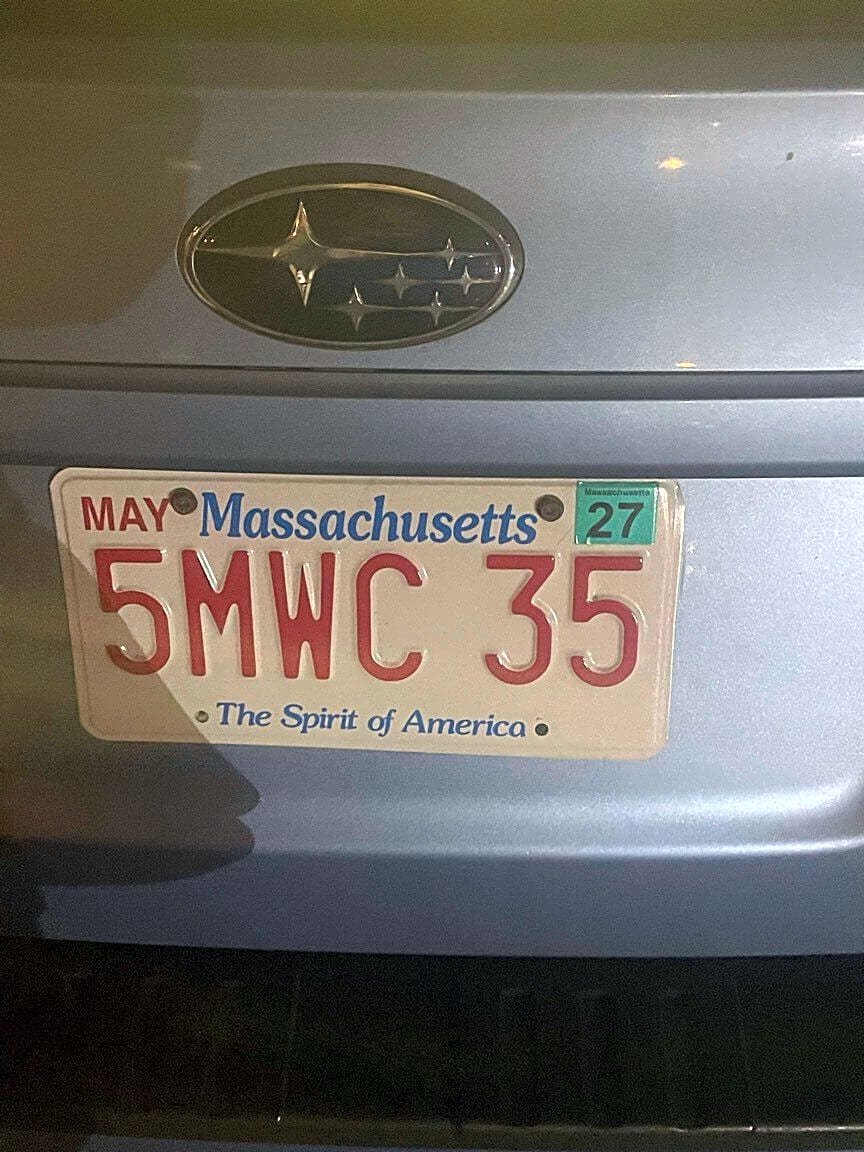 MAY Massachusetts
Massachusetts
27
5MWC 35
The Spirit of America